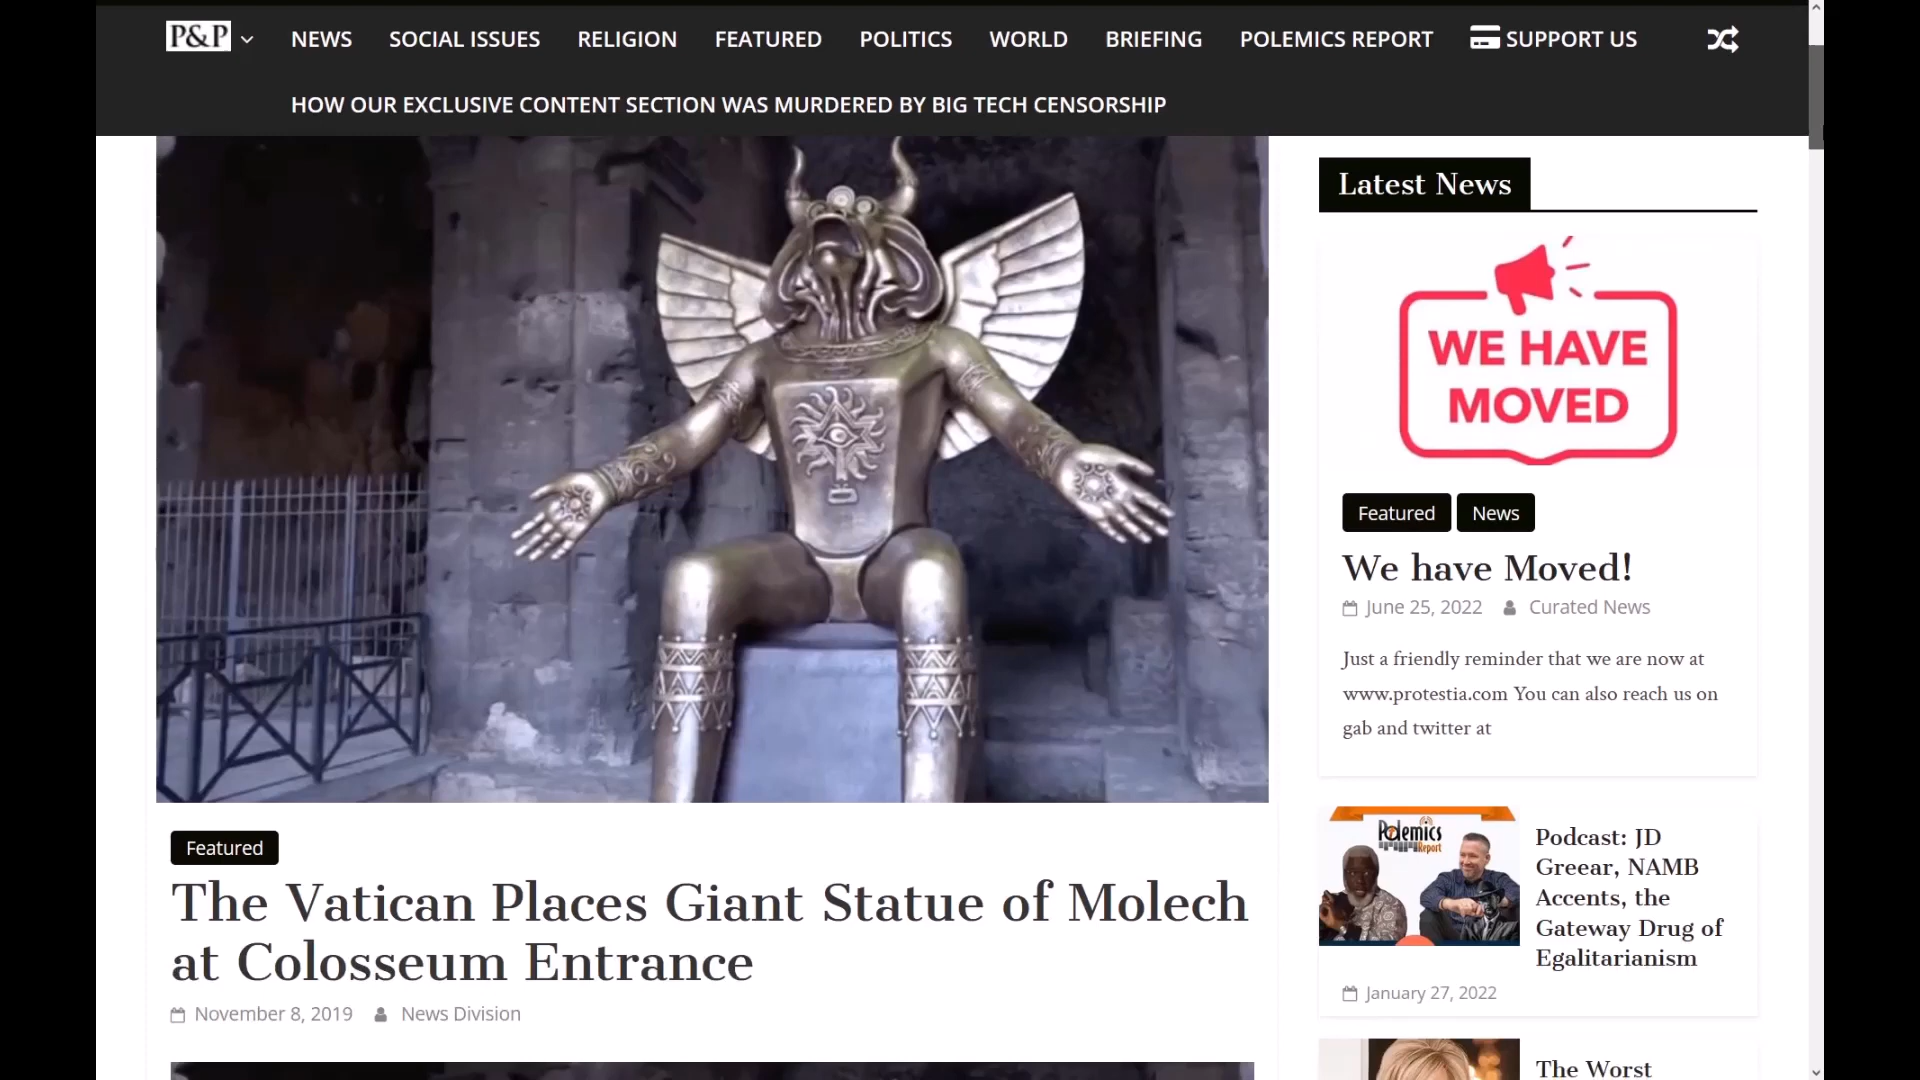 P&P
NEWS
SOCIAL ISSUES
RELIGION
FEATURED
POLITICS
WORLD
BRIEFING
POLEMICS REPORT
SUPPORT US
HOW OUR EXCLUSIVE CONTENT SECTION WAS MURDERED BY BIG TECH CENSORSHIP
Featured
The Vatican Places Giant Statue of Molech
at Colosseum Entrance
November 8, 2019 News Division
Latest News
WE HAVE
MOVED
Featured
News
We have Moved!
June 25, 2022 Curated News
Just a friendly reminder that we are now at
www.protestia.com You can also reach us on
gab and twitter at
Polemics
Report
Podcast: JD
Greear, NAMB
Accents, the
Gateway Drug of
Egalitarianism
January 27, 2022
The Worst